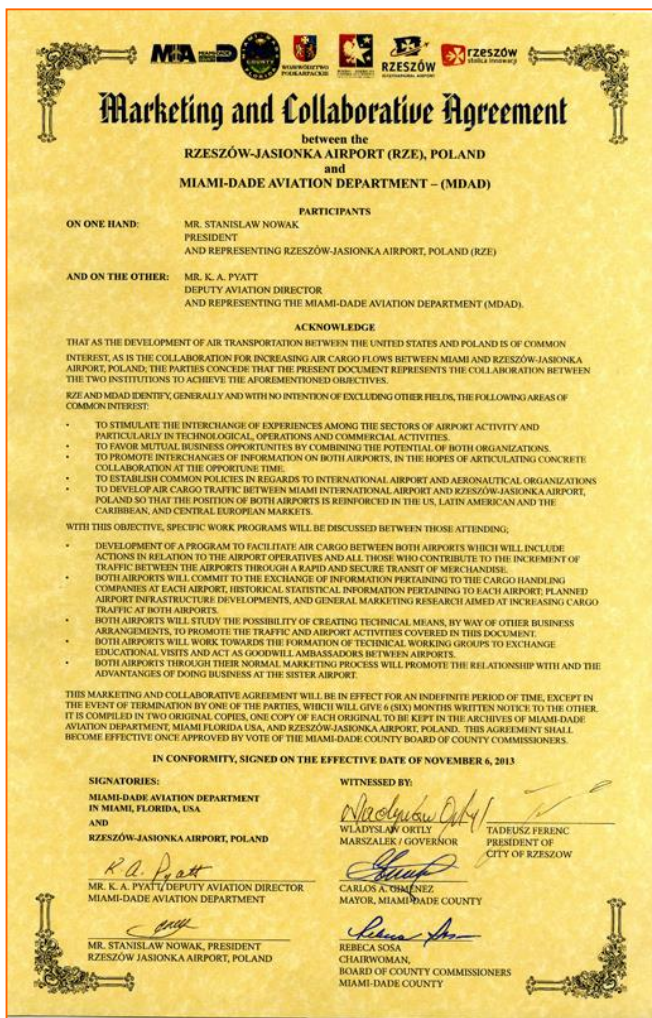 MIA
COUNTY
WOJEWÓDZTWO
PODKARPACKIE
RZESZÓW
INTERNATIONAL AIRPORT
rzeszów
stolica innowacji
Marketing and Collaborative Agreement
between the
RZESZÓW-JASIONKA AIRPORT (RZE), POLAND
and
MIAMI-DADE AVIATION DEPARTMENT – (MDAD)
PARTICIPANTS
ON ONE HAND: MR. STANISLAW NOWAK
PRESIDENT
AND REPRESENTING RZESZÓW-JASIONKA AIRPORT, POLAND (RZE)
AND ON THE OTHER: MR. K. A. PYATT
DEPUTY AVIATION DIRECTOR
AND REPRESENTING THE MIAMI-DADE AVIATION DEPARTMENT (MDAD).
ACKNOWLEDGE
THAT AS THE DEVELOPMENT OF AIR TRANSPORTATION BETWEEN THE UNITED STATES AND POLAND IS OF COMMON
INTEREST, AS IS THE COLLABORATION FOR INCREASING AIR CARGO FLOWS BETWEEN MIAMI AND RZESZÓW-JASIONKA
AIRPORT, POLAND; THE PARTIES CONCEDE THAT THE PRESENT DOCUMENT REPRESENTS THE COLLABORATION BETWEEN
THE TWO INSTITUTIONS TO ACHIEVE THE AFOREMENTIONED OBJECTIVES.
RZE AND MDAD IDENTIFY, GENERALLY AND WITH NO INTENTION OF EXCLUDING OTHER FIELDS, THE FOLLOWING AREAS OF
COMMON INTEREST:
• TO STIMULATE THE INTERCHANGE OF EXPERIENCES AMONG THE SECTORS OF AIRPORT ACTIVITY AND
PARTICULARLY IN TECHNOLOGICAL, OPERATIONS AND COMMERCIAL ACTIVITIES.
• TO FAVOR MUTUAL BUSINESS OPPORTUNITES BY COMBINING THE POTENTIAL OF BOTH ORGANIZATIONS.
• TO PROMOTE INTERCHANGES OF INFORMATION ON BOTH AIRPORTS, IN THE HOPES OF ARTICULATING CONCRETE
COLLABORATION AT THE OPPORTUNE TIME.
• TO ESTABLISH COMMON POLICIES IN REGARDS TO INTERNATIONAL AIRPORT AND AERONAUTICAL ORGANIZATIONS
• TO DEVELOP AIR CARGO TRAFFIC BETWEEN MIAMI INTERNATIONAL AIRPORT AND RZESZÓW-JASIONKA AIRPORT,
POLAND SO THAT THE POSITION OF BOTH AIRPORTS IS REINFORCED IN THE US, LATIN AMERICAN AND THE
CARIBBEAN, AND CENTRAL EUROPEAN MARKETS.
WITH THIS OBJECTIVE, SPECIFIC WORK PROGRAMS WILL BE DISCUSSED BETWEEN THOSE ATTENDING;
• DEVELOPMENT OF A PROGRAM TO FACILITATE AIR CARGO BETWEEN BOTH AIRPORTS WHICH WILL INCLUDE
ACTIONS IN RELATION TO THE AIRPORT OPERATIVES AND ALL THOSE WHO CONTRIBUTE TO THE INCREMENT OF
TRAFFIC BETWEEN THE AIRPORTS THROUGH A RAPID AND SECURE TRANSIT OF MERCHANDISE.
• BOTH AIRPORTS WILL COMMIT TO THE EXCHANGE OF INFORMATION PERTAINING TO THE CARGO HANDLING
COMPANIES AT EACH AIRPORT, HISTORICAL STATISTICAL INFORMATION PERTAINING TO EACH AIRPORT; PLANNED
AIRPORT INFRASTRUCTURE DEVELOPMENTS, AND GENERAL MARKETING RESEARCH AIMED AT INCREASING CARGO
TRAFFIC AT BOTH AIRPORTS.
• BOTH AIRPORTS WILL STUDY THE POSSIBILITY OF CREATING TECHNICAL MEANS, BY WAY OF OTHER BUSINESS
ARRANGEMENTS, TO PROMOTE THE TRAFFIC AND AIRPORT ACTIVITIES COVERED IN THIS DOCUMENT.
• BOTH AIRPORTS WILL WORK TOWARDS THE FORMATION OF TECHNICAL WORKING GROUPS TO EXCHANGE
EDUCATIONAL VISITS AND ACT AS GOODWILL AMBASSADORS BETWEEN AIRPORTS.
• BOTH AIRPORTS THROUGH THEIR NORMAL MARKETING PROCESS WILL PROMOTE THE RELATIONSHIP WITH AND THE
ADVANTAGES OF DOING BUSINESS AT THE SISTER AIRPORT.
THIS MARKETING AND COLLABORATIVE AGREEMENT WILL BE IN EFFECT FOR AN INDEFINITE PERIOD OF TIME, EXCEPT IN
THE EVENT OF TERMINATION BY ONE OF THE PARTIES, WHICH WILL GIVE 6 (SIX) MONTHS WRITTEN NOTICE TO THE OTHER.
IT IS COMPILED IN TWO ORIGINAL COPIES, ONE COPY OF EACH ORIGINAL TO BE KEPT IN THE ARCHIVES OF MIAMI-DADE
AVIATION DEPARTMENT, MIAMI FLORIDA USA, AND RZESZÓW-JASIONKA AIRPORT, POLAND. THIS AGREEMENT SHALL
BECOME EFFECTIVE ONCE APPROVED BY VOTE OF THE MIAMI-DADE COUNTY BOARD OF COUNTY COMMISSIONERS.
IN CONFORMITY, SIGNED ON THE EFFECTIVE DATE OF NOVEMBER 6, 2013
SIGNATORIES:
MIAMI-DADE AVIATION DEPARTMENT
IN MIAMI, FLORIDA, USA
AND
RZESZÓW-JASIONKA AIRPORT, POLAND
K. A. Pyatt
MR. K. A. PYATT, DEPUTY AVIATION DIRECTOR
MIAMI-DADE AVIATION DEPARTMENT
MR. STANISLAW NOWAK, PRESIDENT
RZESZÓW JASIONKA AIRPORT, POLAND
WITNESSED BY:
Władysław Ortyl
WLADYSLAW ORTLY
MARSZALEK / GOVERNOR
TADEUSZ FERENC
PRESIDENT OF
CITY OF RZESZOW
CARLOS A. GIMENEZ
MAYOR, MIAMI-DADE COUNTY
Rebeca Sosa
REBECA SOSA
CHAIRWOMAN,
BOARD OF COUNTY COMMISSIONERS
MIAMI-DADE COUNTY